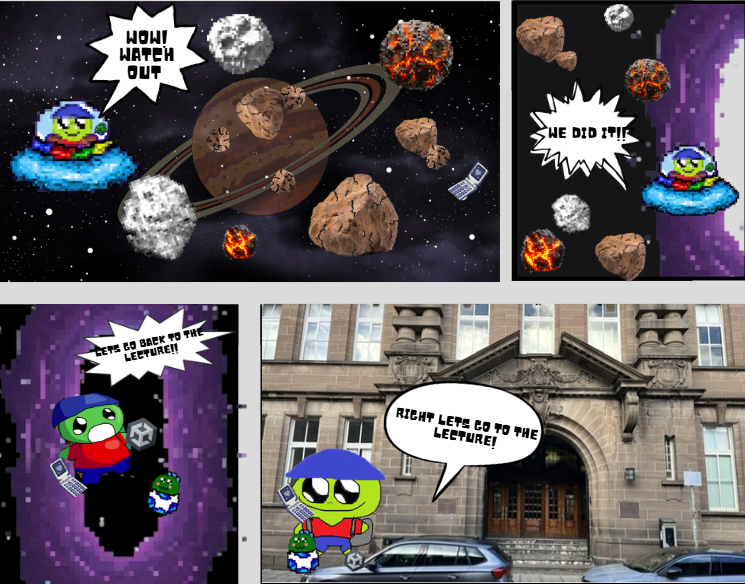 WOW!
WATCH
OUT
WE DID IT!!
LETS GO BACK TO THE
LECTURE!!
RIGHT LETS GO TO THE
LECTURE!